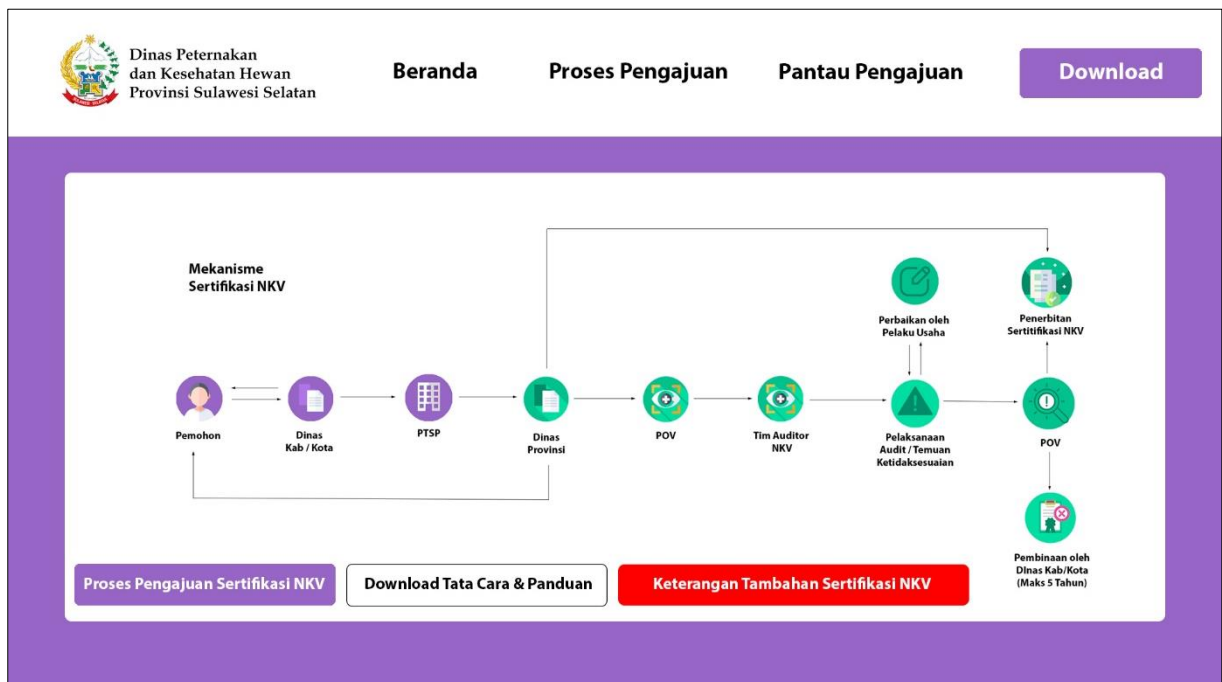 Dinas Peternakan
dan Kesehatan Hewan
Provinsi Sulawesi Selatan
Beranda
Proses Pengajuan
Pantau Pengajuan
Download
Mekanisme
Sertifikasi NKV
Perbaikan oleh
Pelaku Usaha
Penerbitan
Sertitifikasi NKV
Pemohon
Dinas
Kab / Kota
PTSP
Dinas
Provinsi
POV
Tim Auditor
NKV
Pelaksanaan
Audit / Temuan
Ketidaksesuaian
POV
Pembinaan oleh
DInas Kab/Kota
(Maks 5 Tahun)
Proses Pengajuan Sertifikasi NKV
Download Tata Cara & Panduan
Keterangan Tambahan Sertifikasi NKV